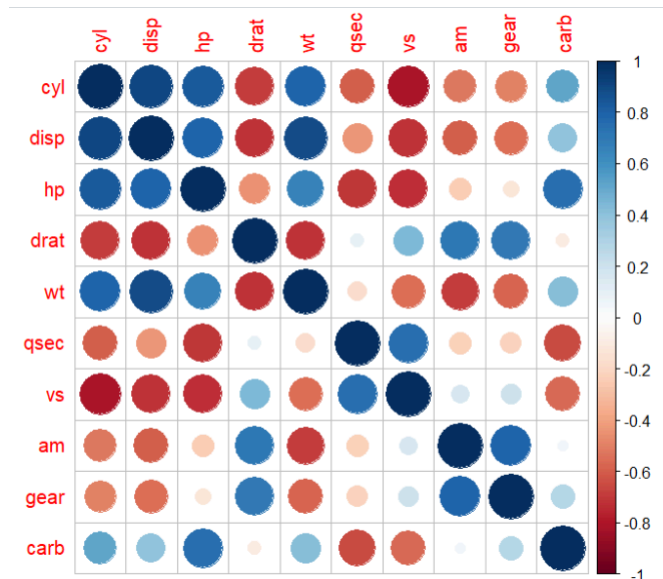 cyl disp hp drat wt qsec vs am gear carb
cyl
disp
hp
drat
wt
qsec
vs
am
gear
carb
1
0.8
0.6
0.4
0.2
0
-0.2
-0.4
-0.6
-0.8
-1